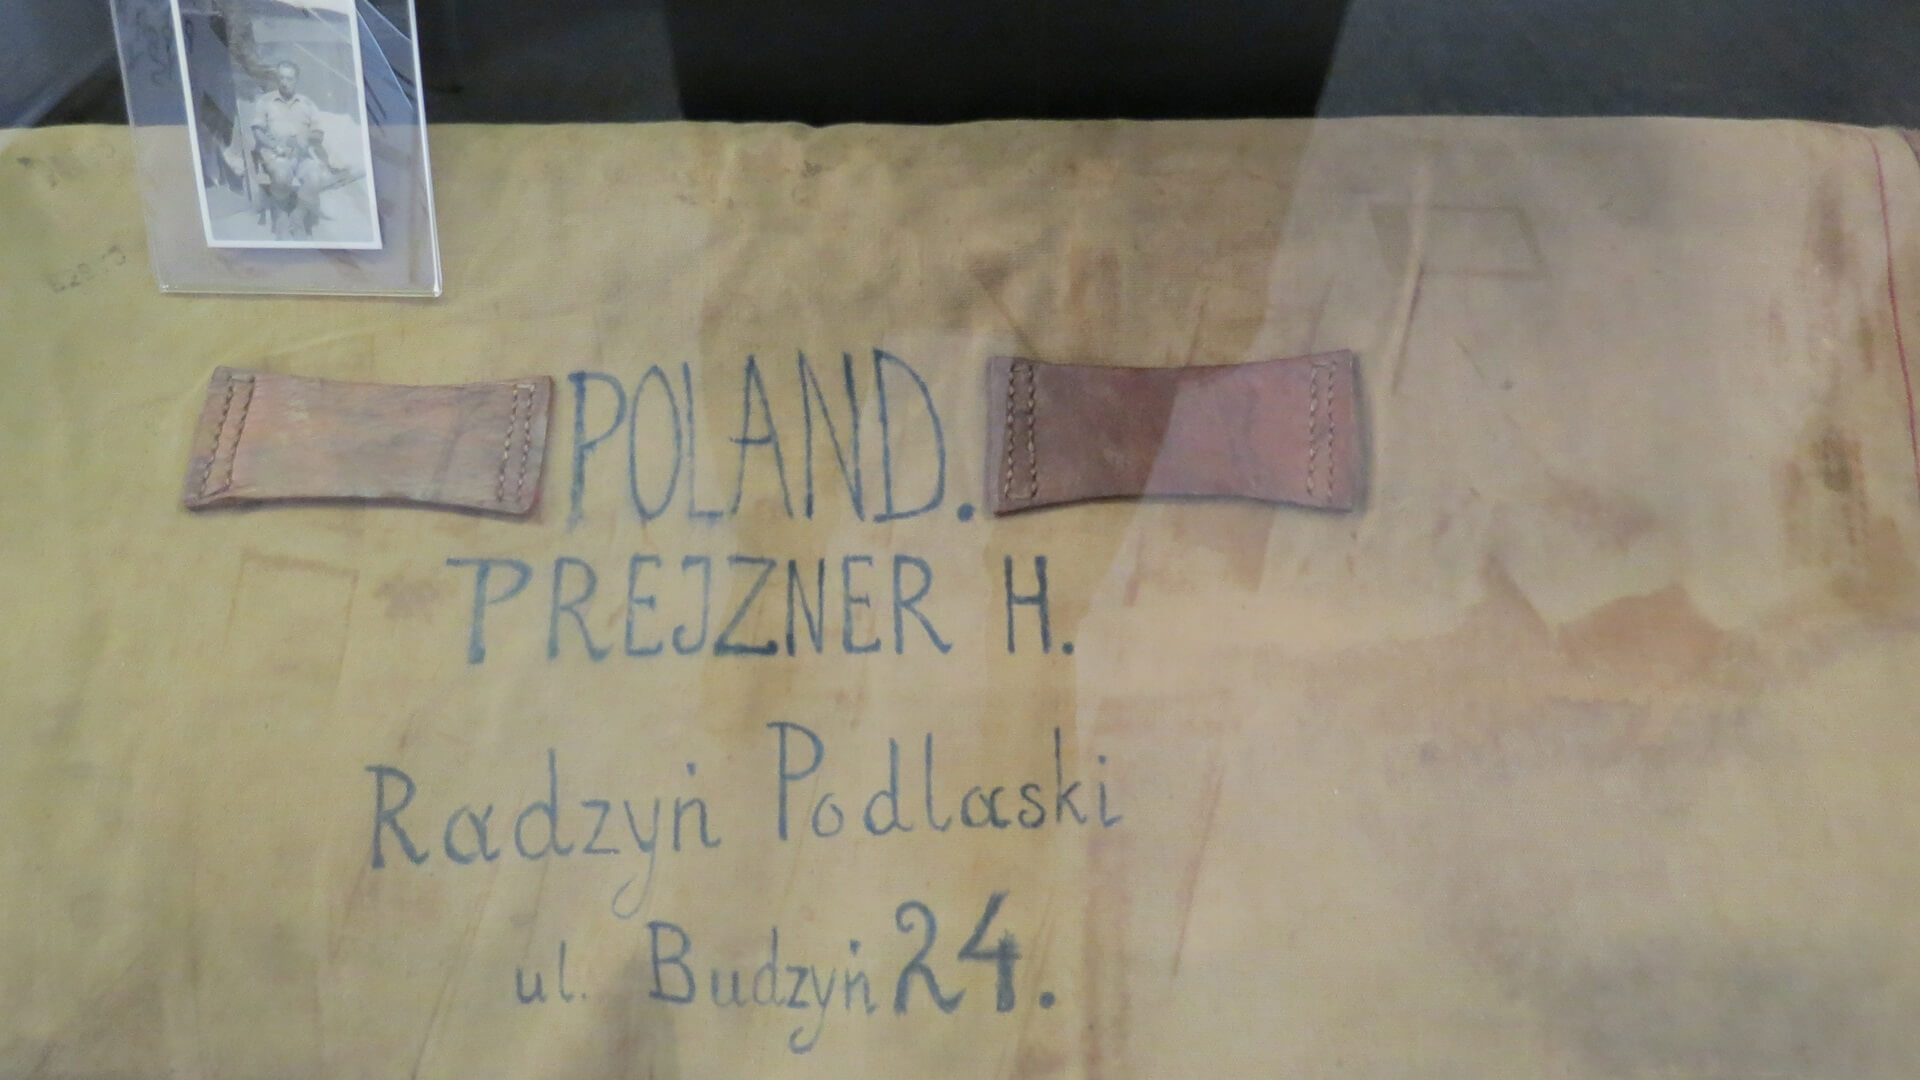 POLAND.
PREJZNER H.
Radzyń Podlaski
ul. Budzyń 24.